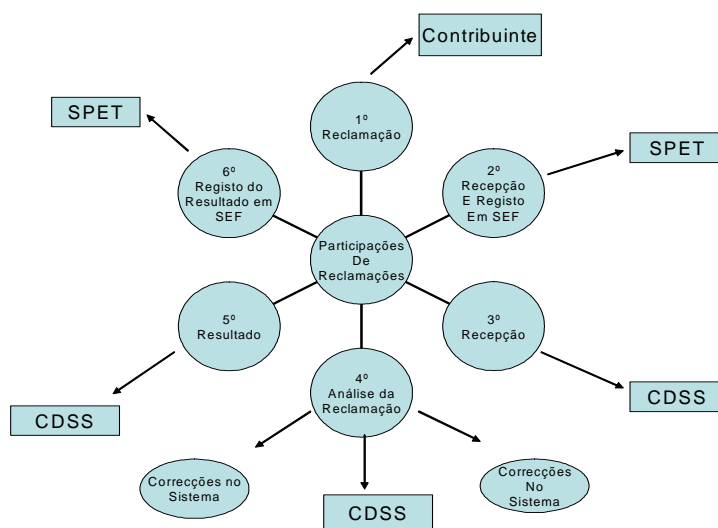 Contribuinte
1º
Reclamação
SPET
6º
Registo do
Resultado em
SEF
2º
Recepção
E Registo
Em SEF
SPET
Participações
De
Reclamações
5º
Resultado
3º
Recepção
4º
Análise da
Reclamação
CDSS
CDSS
Correcções no
Sistema
CDSS
Correcções
No
Sistema